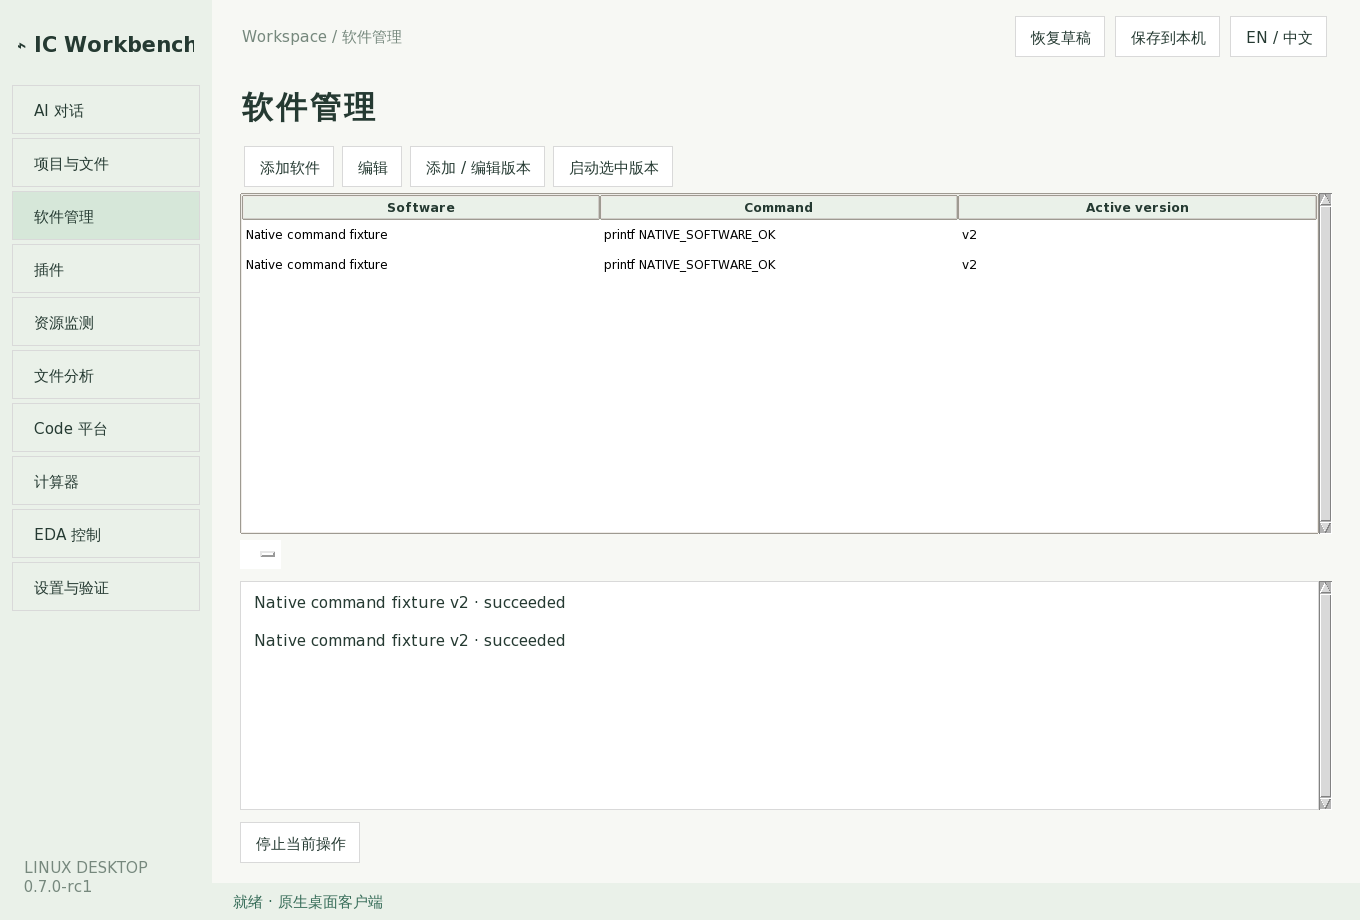 IC Workbench
Workspace / 软件管理
恢复草稿
保存到本机
EN / 中文
AI 对话
项目与文件
软件管理
插件
资源监测
文件分析
Code 平台
计算器
EDA 控制
设置与验证
LINUX DESKTOP
0.7.0-rc1
软件管理
添加软件
编辑
添加 / 编辑版本
启动选中版本
Software Command Active version
Native command fixture printf NATIVE_SOFTWARE_OK v2
Native command fixture printf NATIVE_SOFTWARE_OK v2
Native command fixture v2 · succeeded
Native command fixture v2 · succeeded
停止当前操作
就绪 · 原生桌面客户端